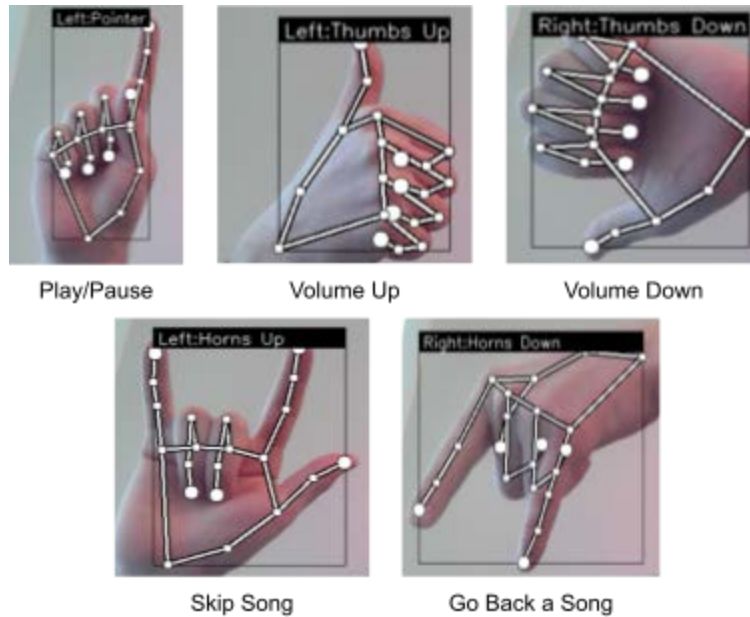 Left:Pointer
Left:Thumbs Up
Right:Thumbs Down
Play/Pause
Volume Up
Volume Down
Left:Horns Up
Right:Horns Down
Skip Song
Go Back a Song